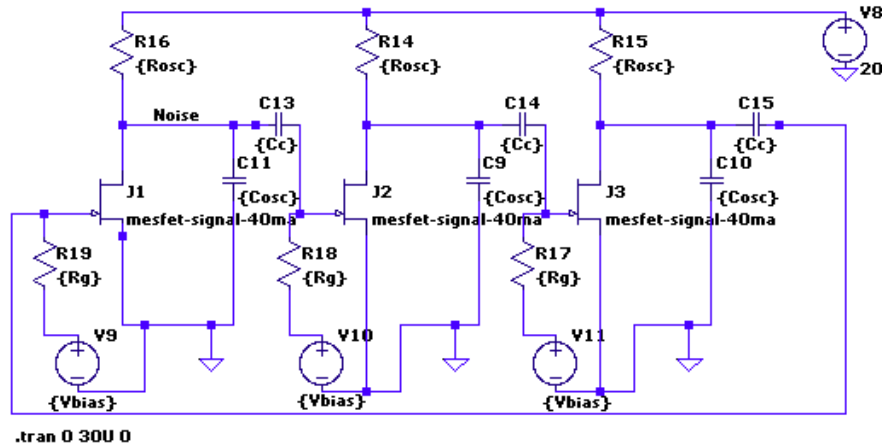 V8
R16
R14
R15
{Rosc}
{Rosc}
{Rosc}
20
C13
C14
C15
Noise
{Cc}
{Cc}
{Cc}
C11
C9
C10
J1
J2
J3
{Cosc}
{Cosc}
{Cosc}
mesfet-signal-40ma
mesfet-signal-40ma
mesfet-signal-40ma
R19
R18
R17
{Rg}
{Rg}
{Rg}
V9
V10
V11
{Vbias}
{Vbias}
{Vbias}
.tran 0 30U 0